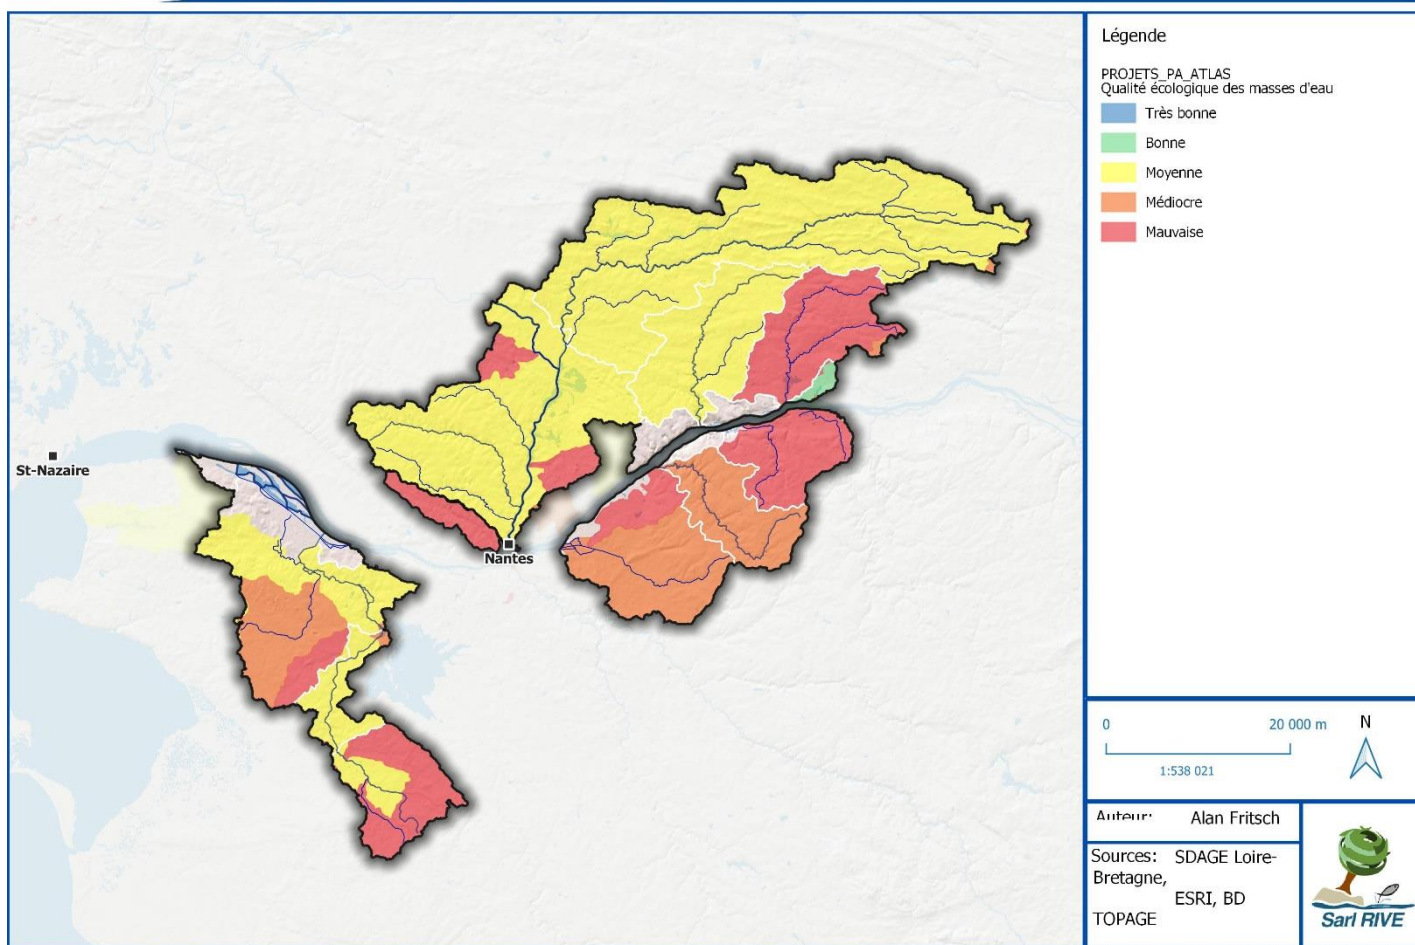 Légende
PROJETS_PA_ATLAS
Qualité écologique des masses d'eau
Très bonne
Bonne
Moyenne
Médiocre
Mauvaise
St-Nazaire
Nantes
0 20 000 m N
1:538 021
Auteur: Alan Fritsch
Sources: SDAGE Loire-
Bretagne,
ESRI, BD
TOPAGE
Sarl RIVE